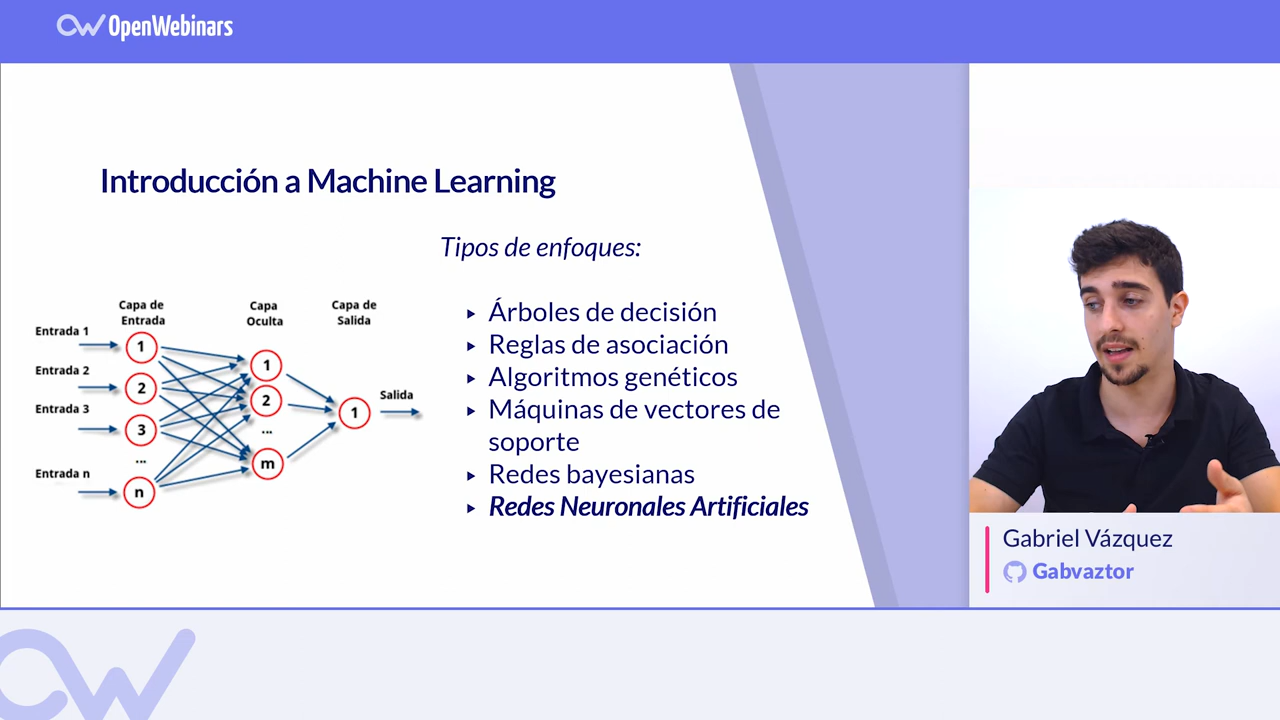 OpenWebinars
Introducción a Machine Learning
Tipos de enfoques:
Capa de
Entrada
Capa
Oculta
Capa de
Salida
Entrada 1
Entrada 2
Entrada 3
Entrada n
1
2
3
...
n
1
2
...
m
1
Salida
Árboles de decisión
Reglas de asociación
Algoritmos genéticos
Máquinas de vectores de
soporte
Redes bayesianas
Redes Neuronales Artificiales
Gabriel Vázquez
Gabvaztor